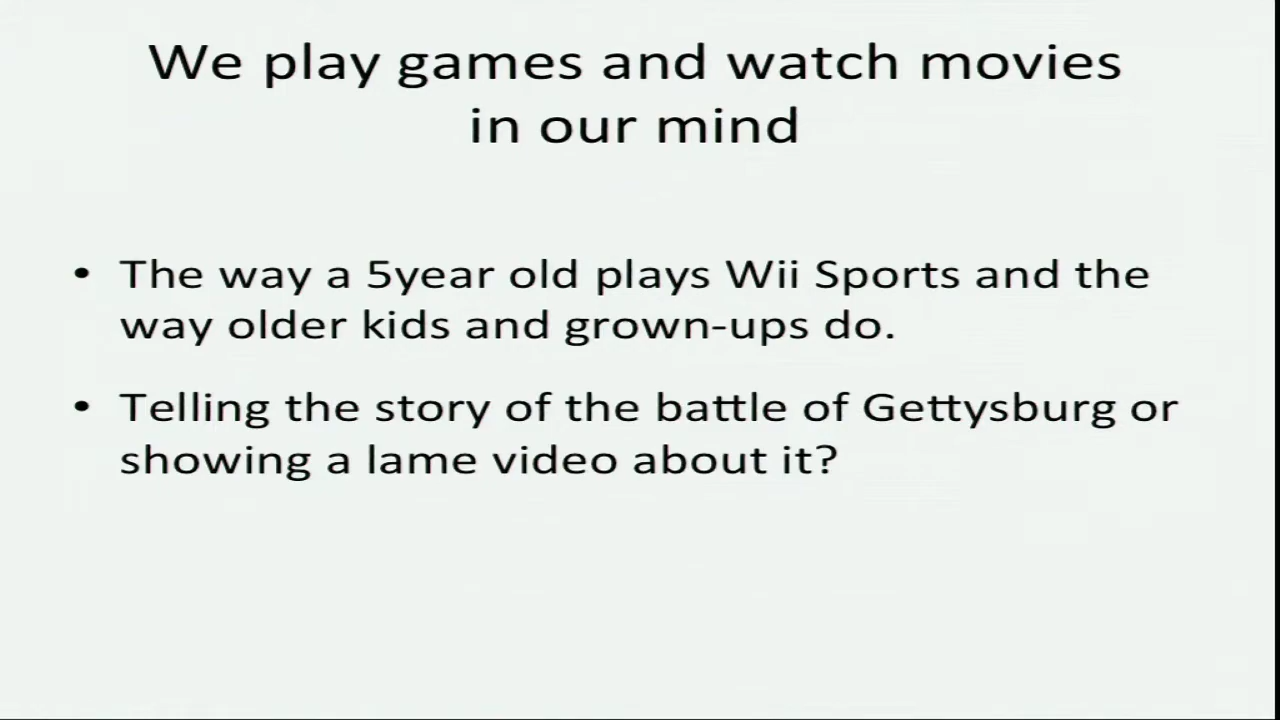 We play games and watch movies
in our mind
• The way a 5year old plays Wii Sports and the
way older kids and grown-ups do.
• Telling the story of the battle of Gettysburg or
showing a lame video about it?